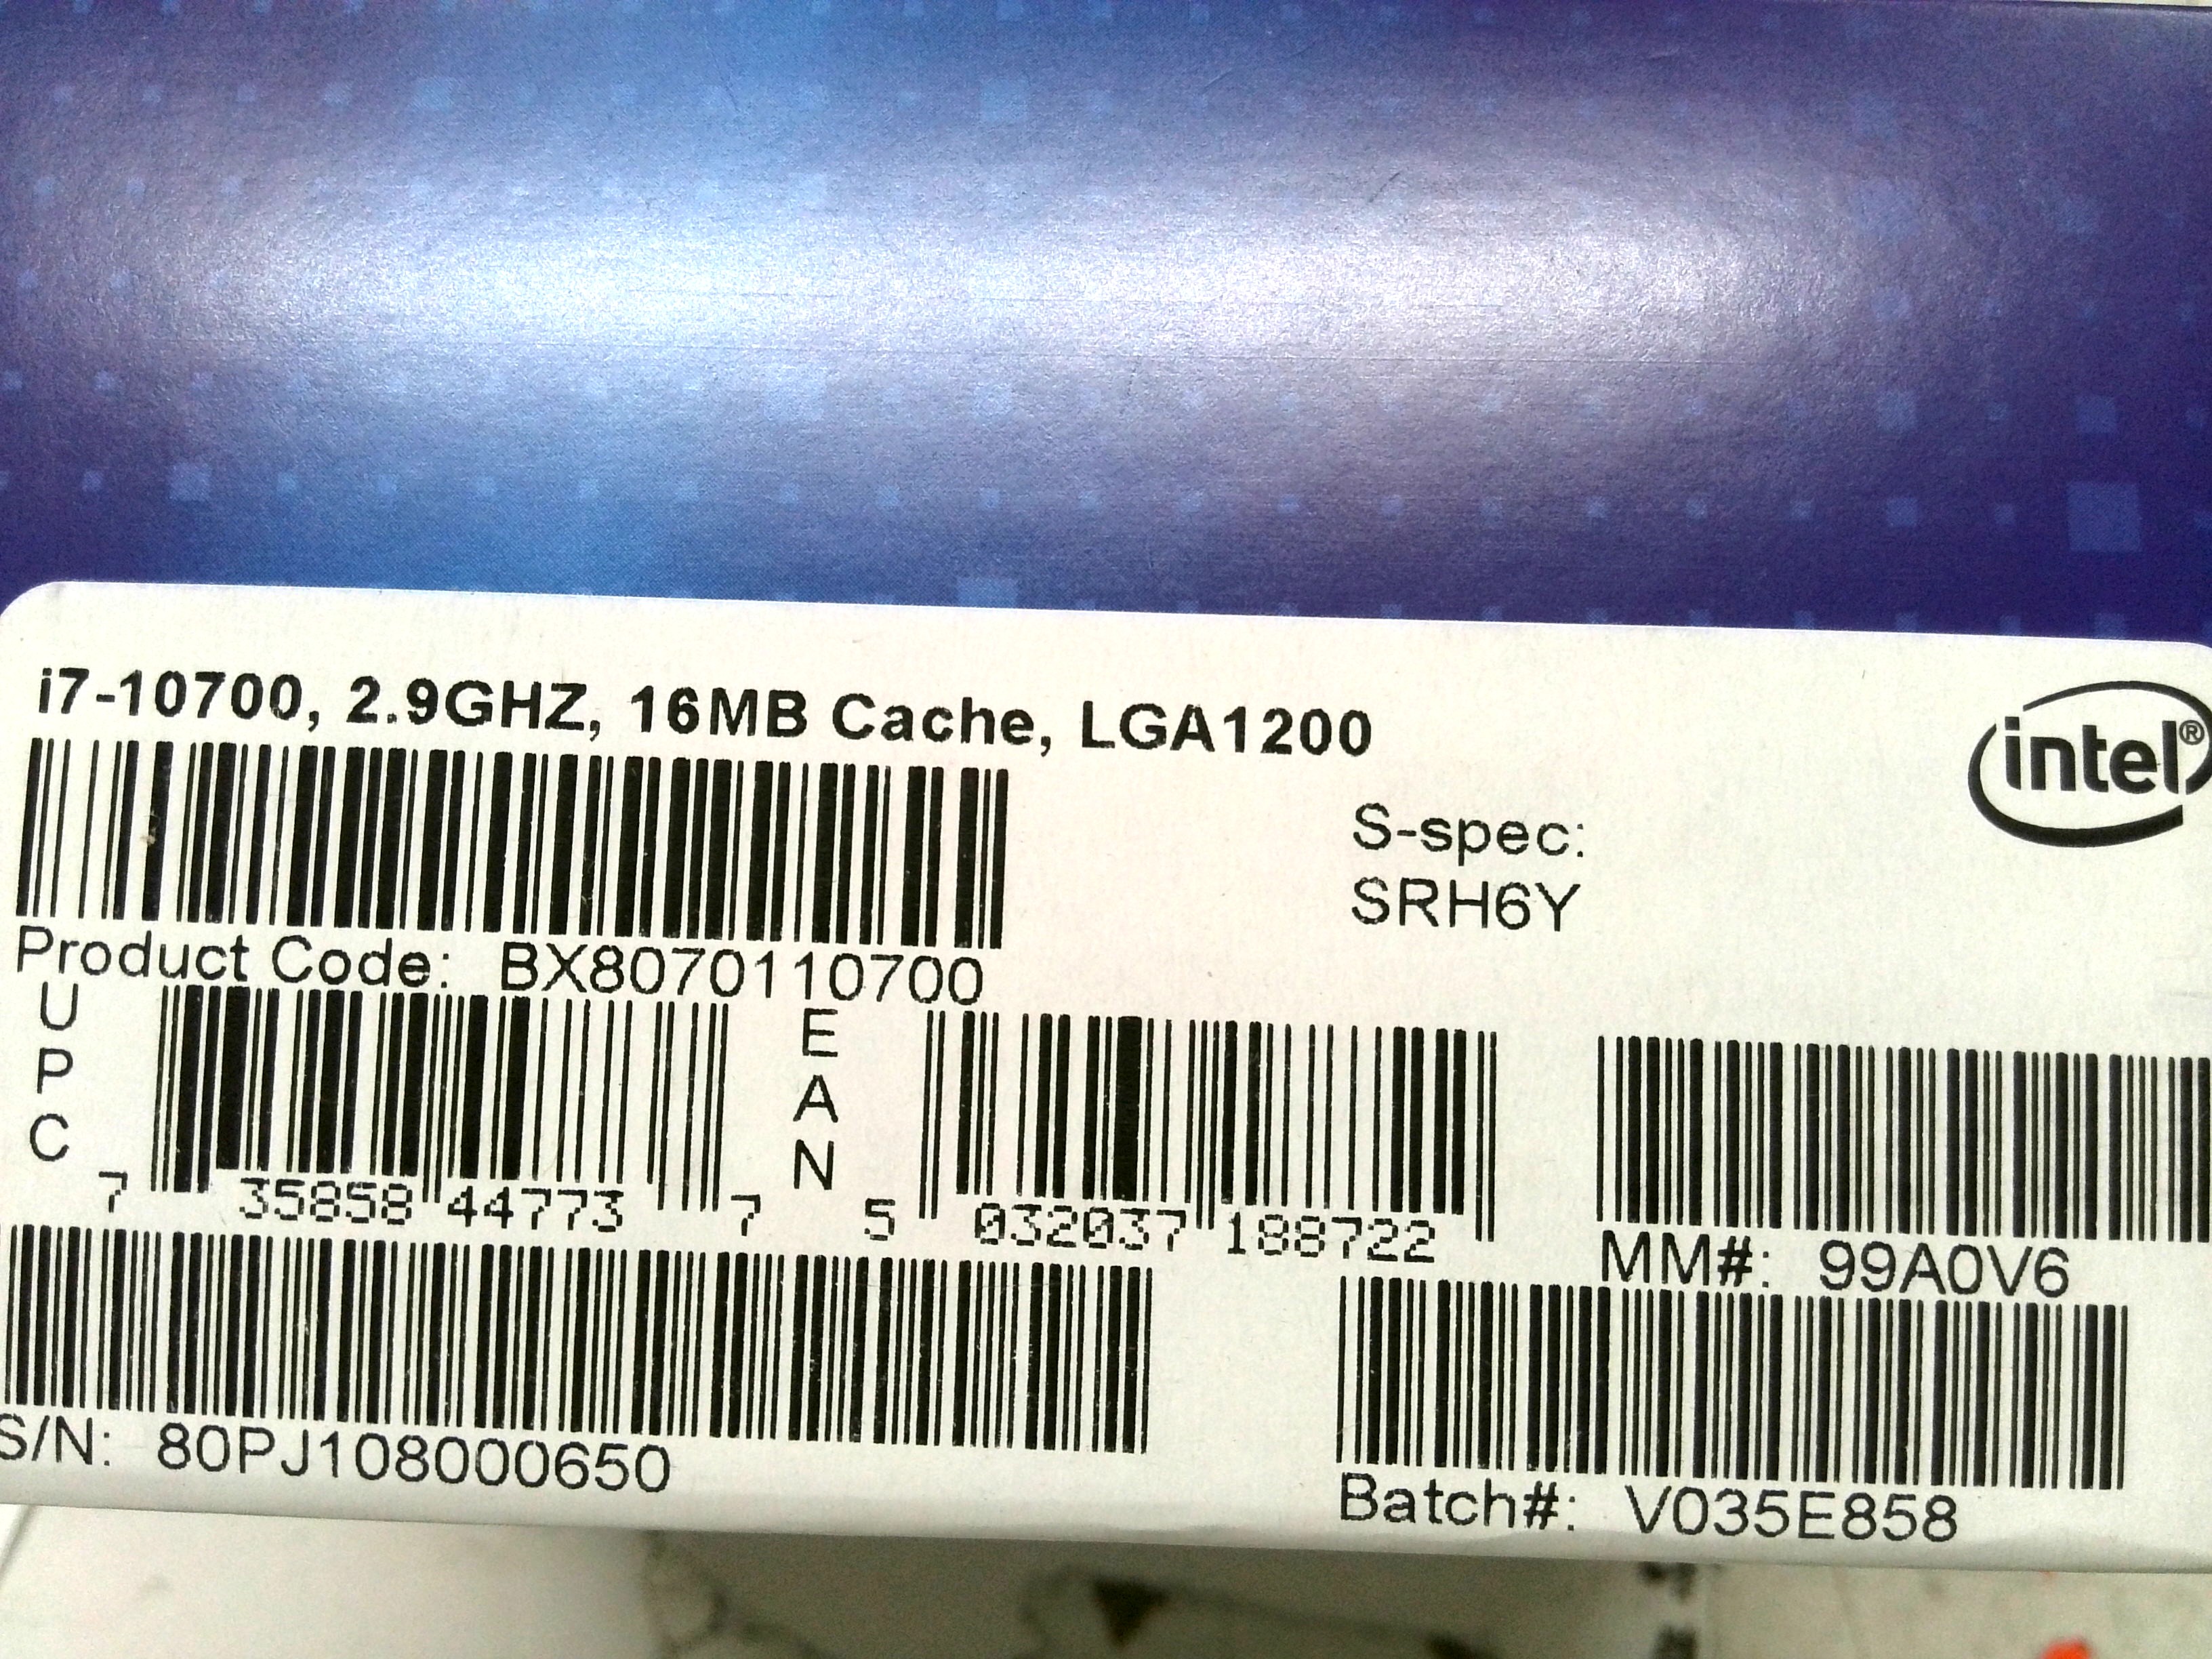 i7-10700, 2.9GHZ, 16MB Cache, LGA1200
intel®
S-spec:
SRH6Y
Product Code: BX8070110700
UPC
7 35858 44773 7
EAN
5 032037 188722
MM#: 99A0V6
S/N: 80PJ108000650
Batch#: V035E858